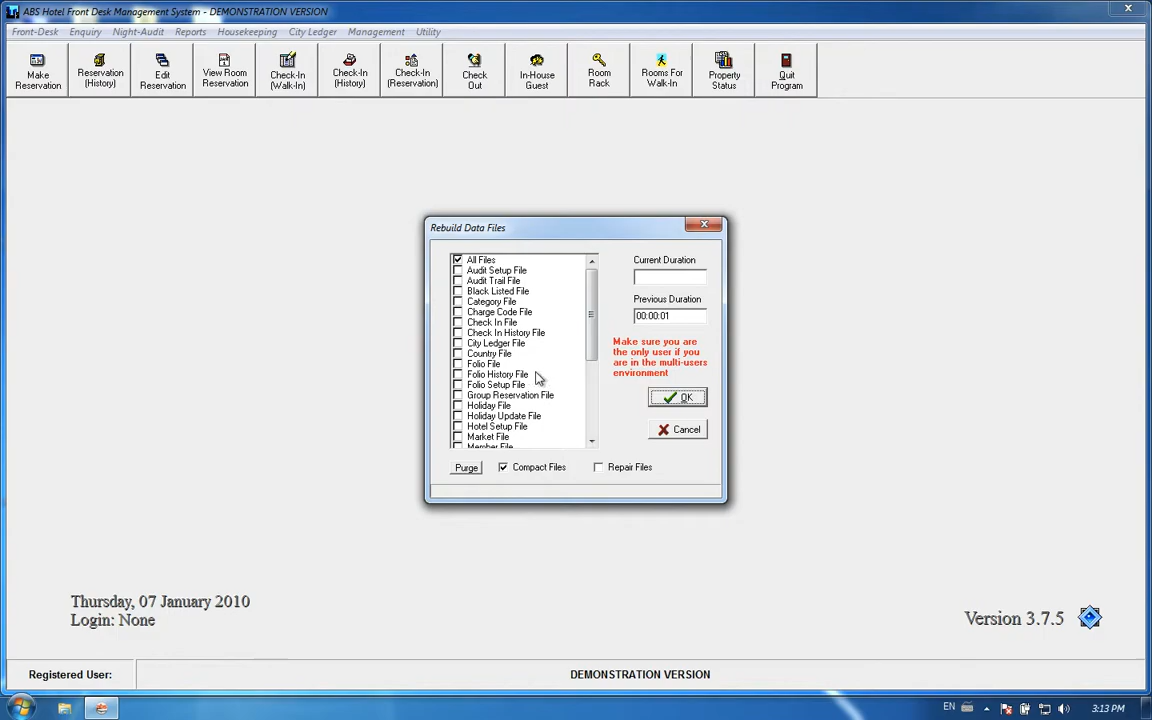 ABS Hotel Front Desk Management System - DEMONSTRATION VERSION
Front-Desk Enquiry Night-Audit Reports Housekeeping City Ledger Management Utility
Make Reservation
Reservation (History)
Edit Reservation
View Room Reservation
Check-In (Walk-In)
Check-In (History)
Check-In (Reservation)
Check Out
In-House Guest
Room Rack
Rooms For Walk-In
Property Status
Quit Program
Rebuild Data Files
All Files
Audit Setup File
Audit Trail File
Black Listed File
Category File
Charge Code File
Check In File
Check In History File
City Ledger File
Country File
Folio File
Folio History File
Folio Setup File
Group Reservation File
Holiday File
Holiday Update File
Hotel Setup File
Market File
Member File
Current Duration
Previous Duration
00:00:01
Make sure you are
the only user if you
are in the multi-users
environment
OK
Cancel
Purge
Compact Files
Repair Files
Thursday, 07 January 2010
Login: None
Version 3.7.5
Registered User:
DEMONSTRATION VERSION
EN
3:13 PM